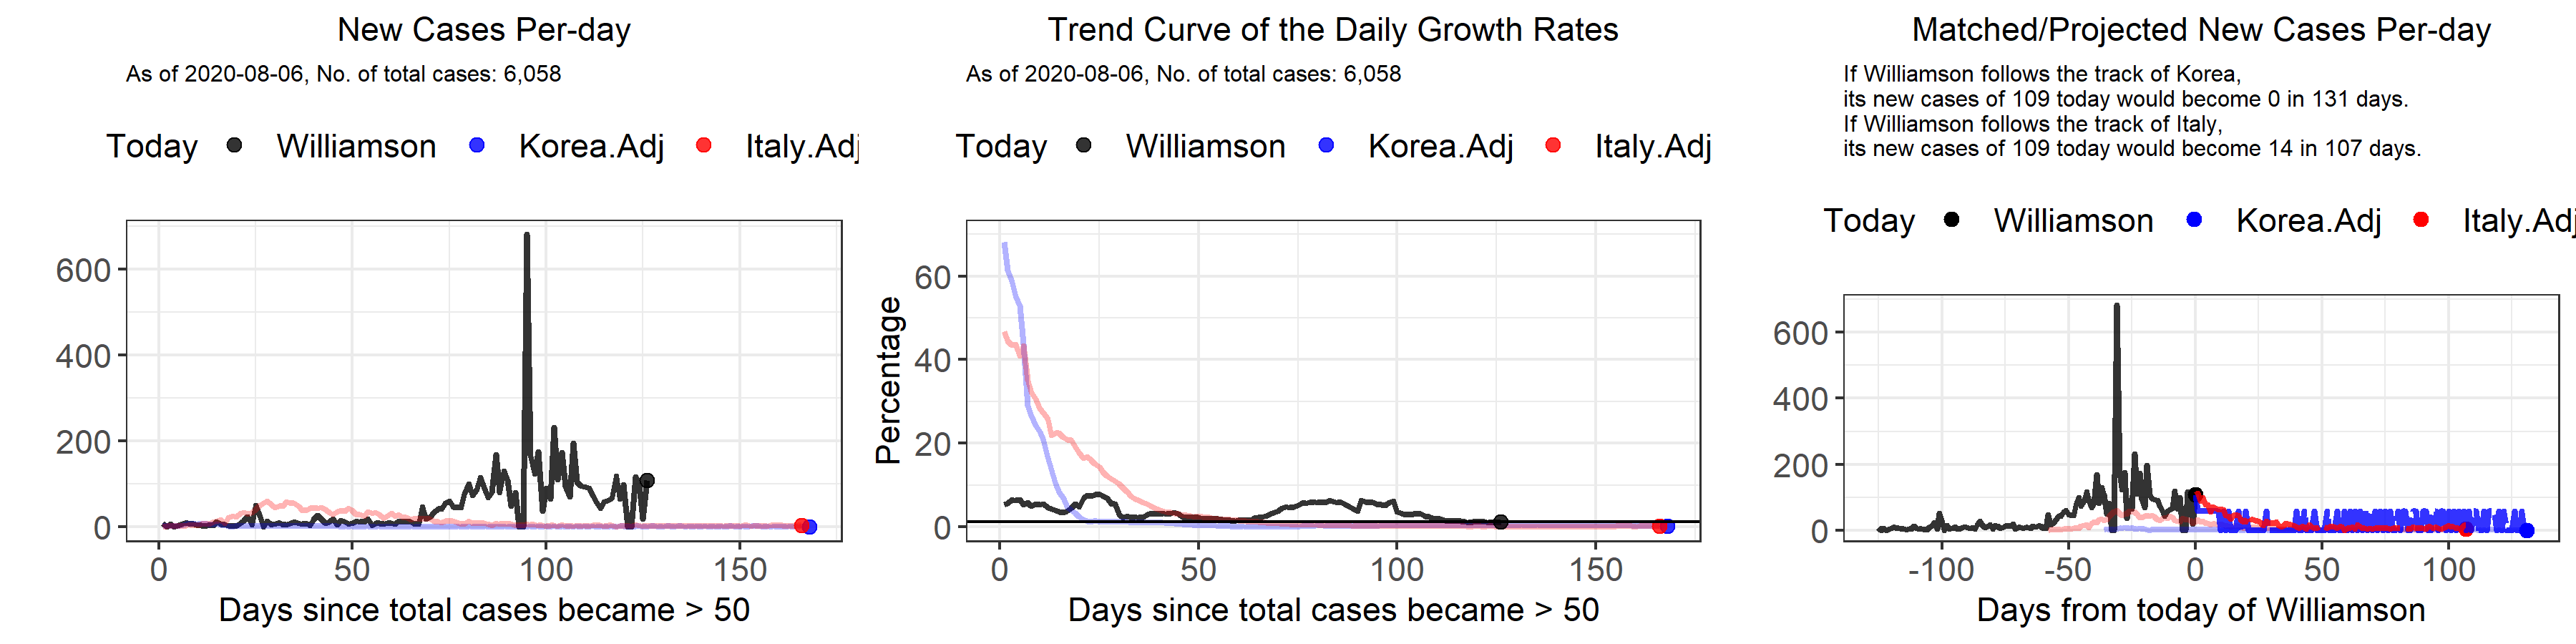 New Cases Per-day
As of 2020-08-06, No. of total cases: 6,058
Today Williamson Korea.Adj Italy.Adj
600
400
200
0
0 50 100 150
Days since total cases became > 50
Trend Curve of the Daily Growth Rates
As of 2020-08-06, No. of total cases: 6,058
Today Williamson Korea.Adj Italy.Adj
Percentage
60
40
20
0
0 50 100 150
Days since total cases became > 50
Matched/Projected New Cases Per-day
If Williamson follows the track of Korea,
its new cases of 109 today would become 0 in 131 days.
If Williamson follows the track of Italy,
its new cases of 109 today would become 14 in 107 days.
Today Williamson Korea.Adj Italy.Adj
600
400
200
0
-100 -50 0 50 100
Days from today of Williamson